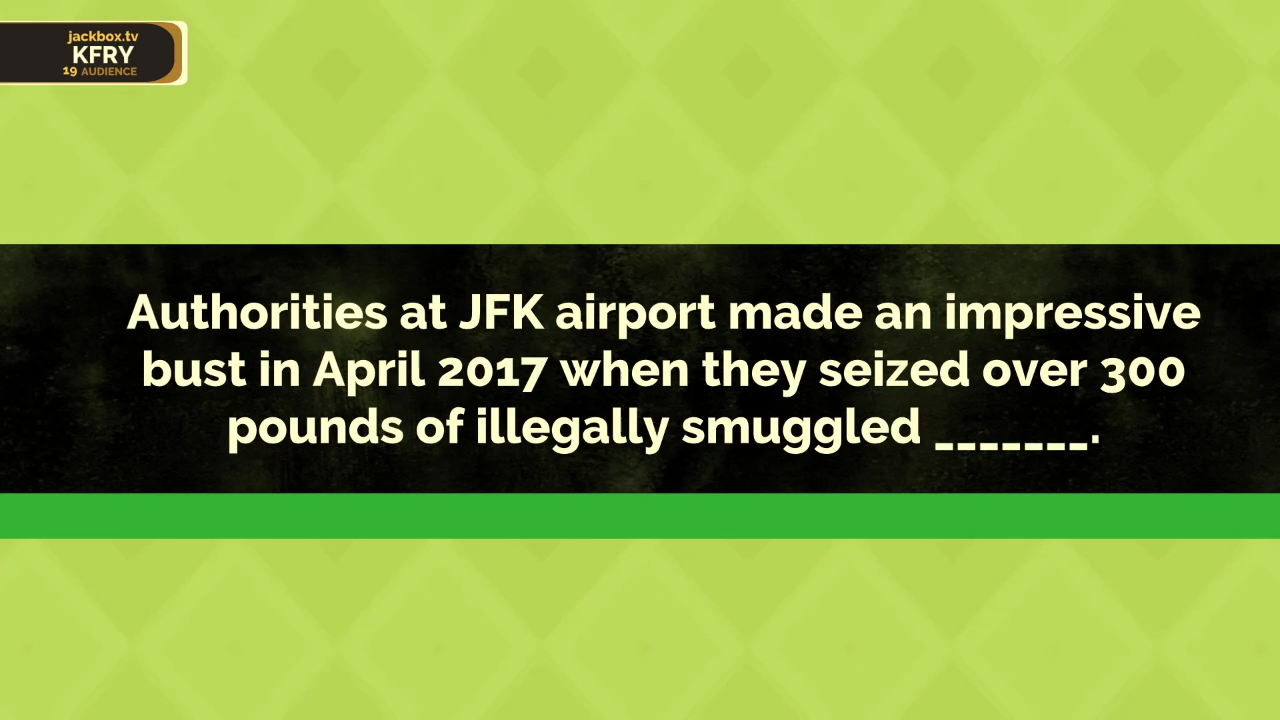 jackbox.tv
KFRY
19 AUDIENCE
Authorities at JFK airport made an impressive
bust in April 2017 when they seized over 300
pounds of illegally smuggled _______.